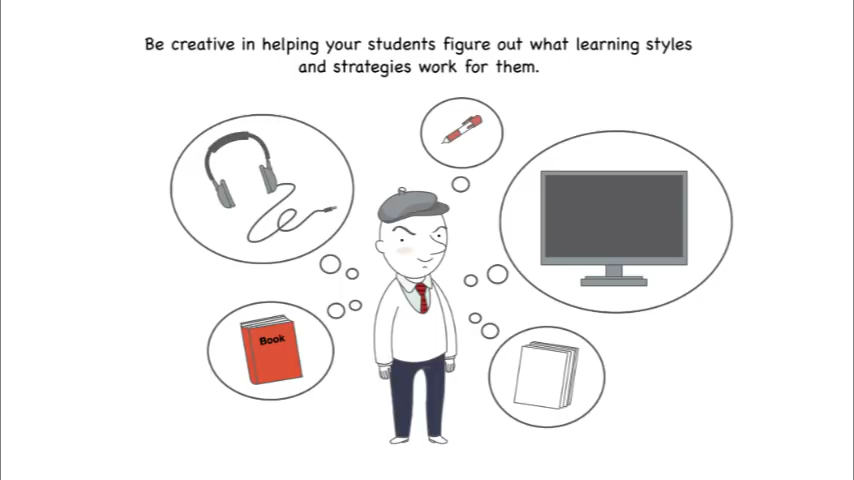 Be creative in helping your students figure out what learning styles
and strategies work for them.
Book